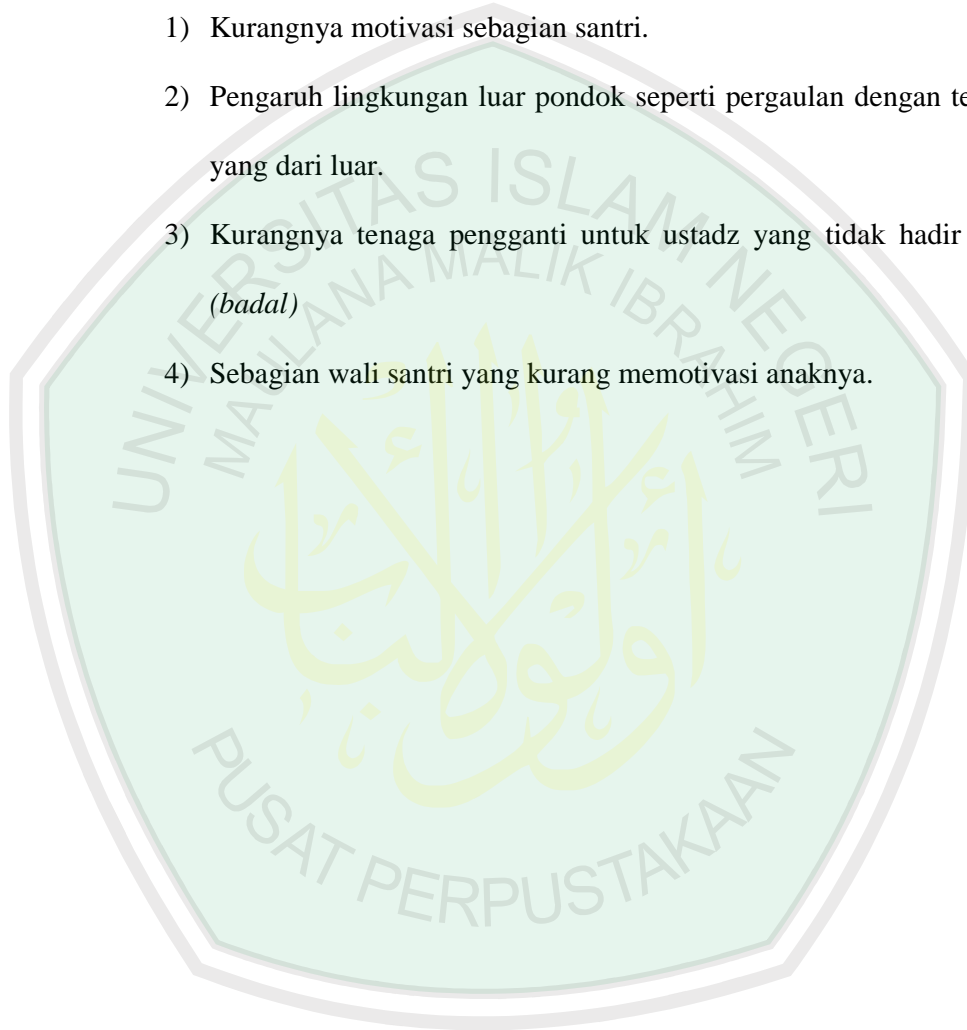 1) Kurangnya motivasi sebagian santri.
2) Pengaruh lingkungan luar pondok seperti pergaulan dengan
yang dari luar.
3) Kurangnya tenaga pengganti untuk ustadz yang tidak hadir
(badal)
4) Sebagian wali santri yang kurang memotivasi anaknya.
UNIVERSITAS ISLAM NEGERI
MAULANA MALIK IBRAHIM
PUSAT PERPUSTAKAAN